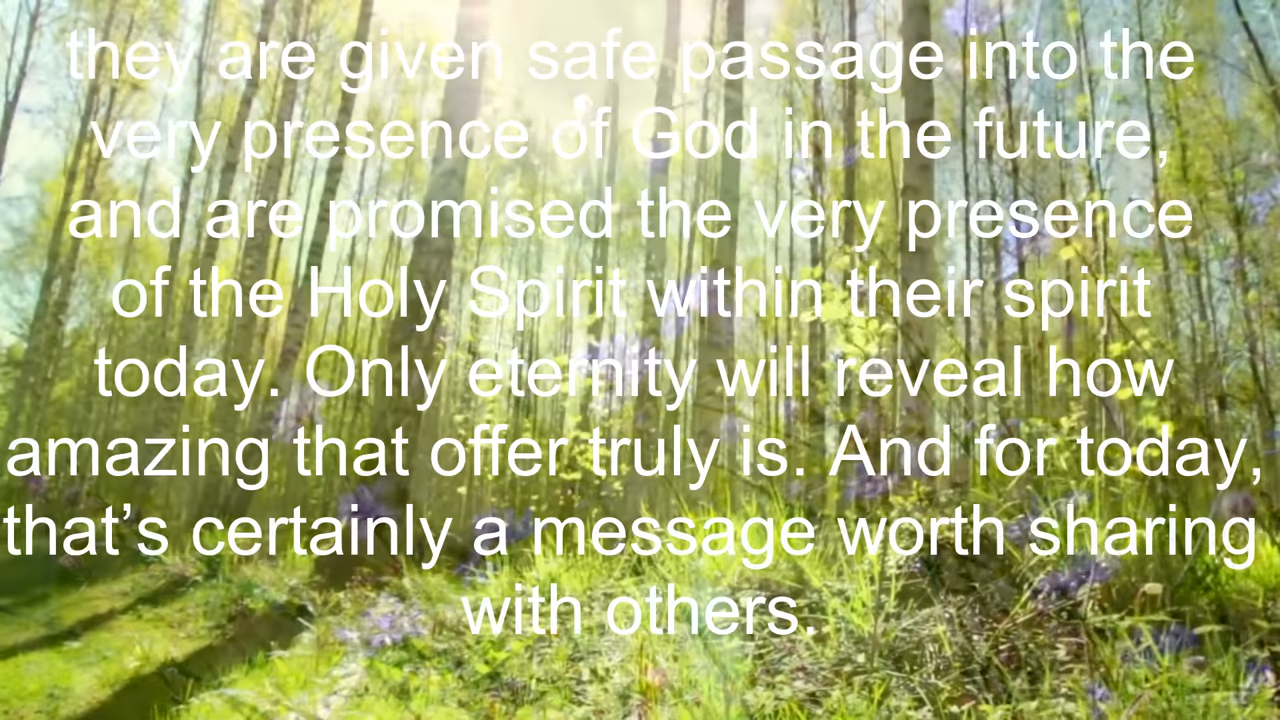 they are given safe passage into the
very presence of God in the future,
and are promised the very presence
of the Holy Spirit within their spirit
today. Only eternity will reveal how
amazing that offer truly is. And for today,
that’s certainly a message worth sharing
with others.